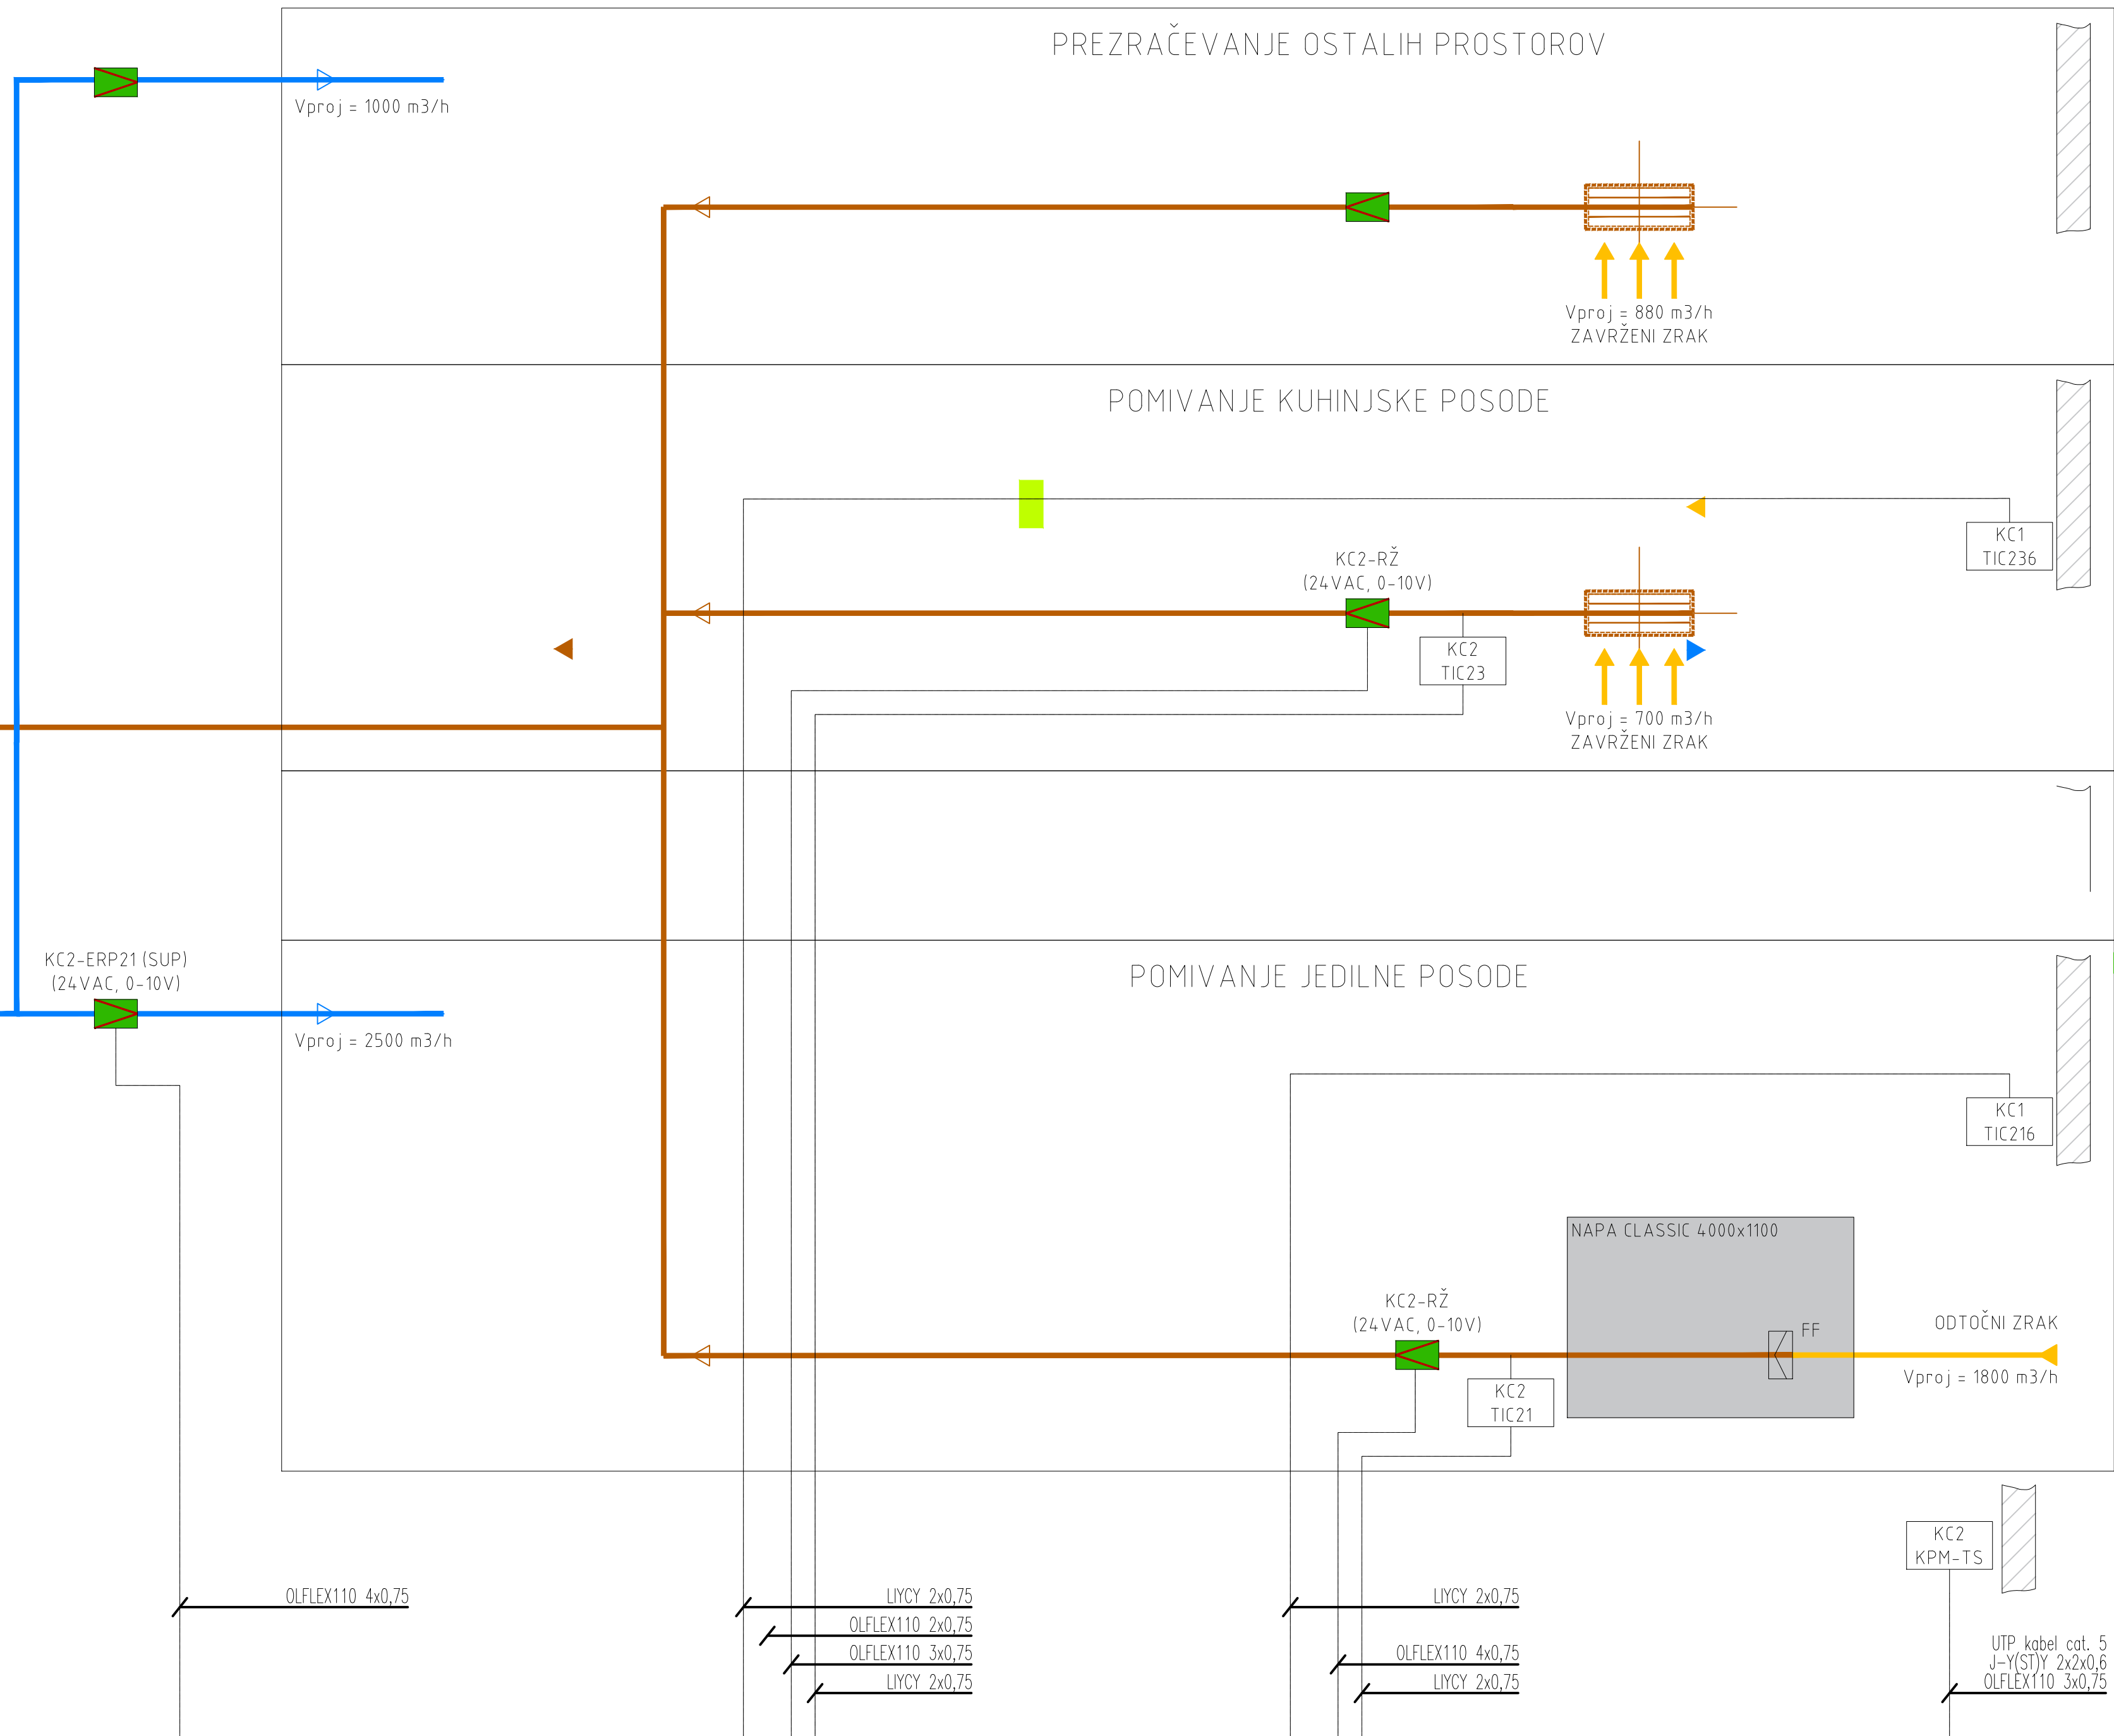 PREZRAČEVANJE OSTALIH PROSTOROV
Vproj = 1000 m3/h
Vproj = 880 m3/h
ZAVRŽENI ZRAK
POMIVANJE KUHINJSKE POSODE
KC1
TIC236
KC2-RŽ
(24VAC, 0-10V)
KC2
TIC23
Vproj = 700 m3/h
ZAVRŽENI ZRAK
KC2-ERP21 (SUP)
(24VAC, 0-10V)
POMIVANJE JEDILNE POSODE
Vproj = 2500 m3/h
KC1
TIC216
NAPA CLASSIC 4000x1100
KC2-RŽ
(24VAC, 0-10V)
FF
ODTOČNI ZRAK
Vproj = 1800 m3/h
KC2
TIC21
KC2
KPM-TS
OLFLEX110 4x0,75
LIYCY 2x0,75
OLFLEX110 2x0,75
OLFLEX110 3x0,75
LIYCY 2x0,75
LIYCY 2x0,75
OLFLEX110 4x0,75
LIYCY 2x0,75
UTP kabel cat. 5
J-Y(ST)Y 2x2x0,6
OLFLEX110 3x0,75